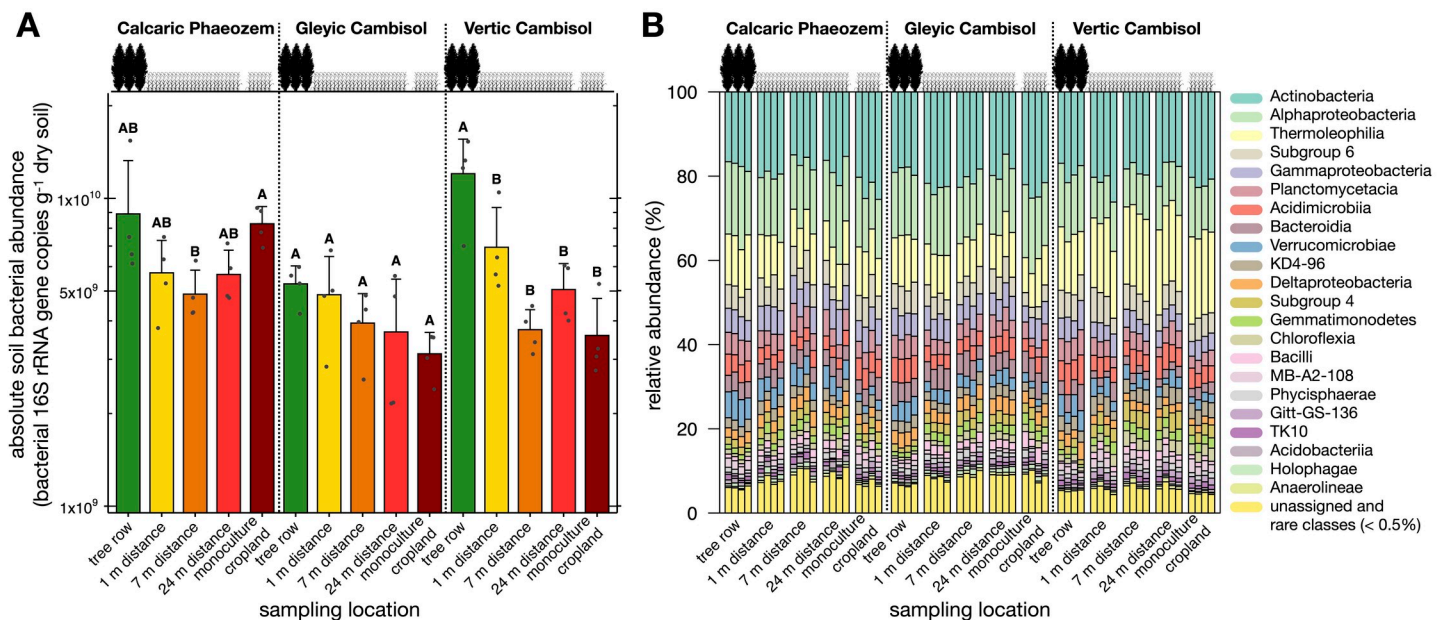 A
Calcaric Phaeozem
Gleyic Cambisol
Vertic Cambisol
absolute soil bacterial abundance
(bacterial 16S rRNA gene copies g⁻¹ dry soil)
1x10¹⁰
5x10⁹
1x10⁹
AB
AB
B
AB
A
A
A
A
A
A
A
B
B
B
B
tree row
1 m distance
7 m distance
24 m distance
monoculture
cropland
tree row
1 m distance
7 m distance
24 m distance
monoculture
cropland
tree row
1 m distance
7 m distance
24 m distance
monoculture
cropland
sampling location
B
Calcaric Phaeozem
Gleyic Cambisol
Vertic Cambisol
relative abundance (%)
100
80
60
40
20
0
tree row
1 m distance
7 m distance
24 m distance
monoculture
cropland
tree row
1 m distance
7 m distance
24 m distance
monoculture
cropland
tree row
1 m distance
7 m distance
24 m distance
monoculture
cropland
sampling location
Actinobacteria
Alphaproteobacteria
Thermoleophilia
Subgroup 6
Gammaproteobacteria
Planctomycetacia
Acidimicrobiia
Bacteroidia
Verrucomicrobiae
KD4-96
Deltaproteobacteria
Subgroup 4
Gemmatimonodetes
Chloroflexia
Bacilli
MB-A2-108
Phycisphaerae
Gitt-GS-136
TK10
Acidobacteriia
Holophagae
Anaerolineae
unassigned and
rare classes (< 0.5%)